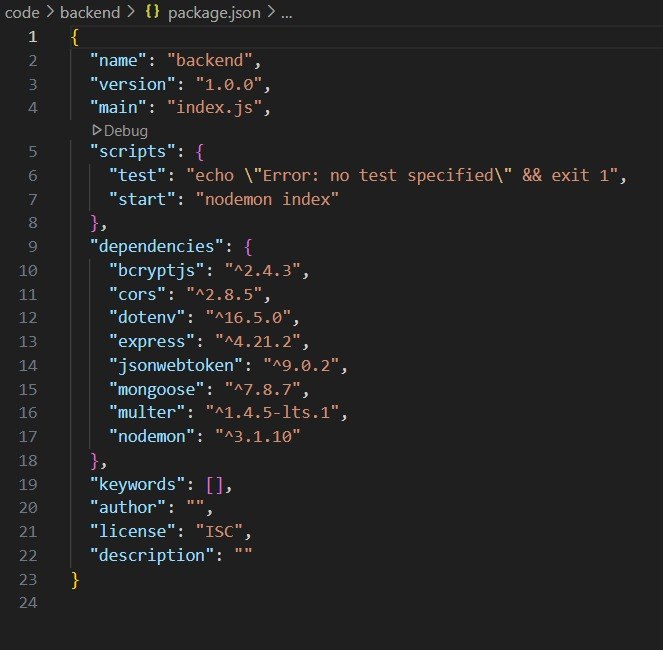 code > backend > {} package.json > ...
1 {
2 "name": "backend",
3 "version": "1.0.0",
4 "main": "index.js",
Debug
5 "scripts": {
6 "test": "echo \"Error: no test specified\" && exit 1",
7 "start": "nodemon index"
8 },
9 "dependencies": {
10 "bcryptjs": "^2.4.3",
11 "cors": "^2.8.5",
12 "dotenv": "^16.5.0",
13 "express": "^4.21.2",
14 "jsonwebtoken": "^9.0.2",
15 "mongoose": "^7.8.7",
16 "multer": "^1.4.5-lts.1",
17 "nodemon": "^3.1.10"
18 },
19 "keywords": [],
20 "author": "",
21 "license": "ISC",
22 "description": ""
23 }
24